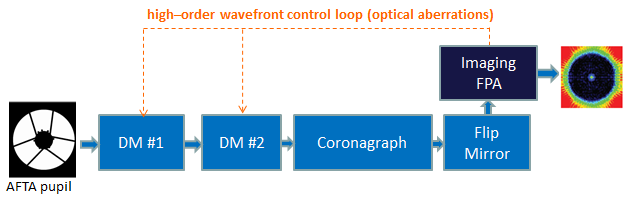 high–order wavefront control loop (optical aberrations)
Imaging
FPA
DM #1
DM #2
Coronagraph
Flip
Mirror
AFTA pupil